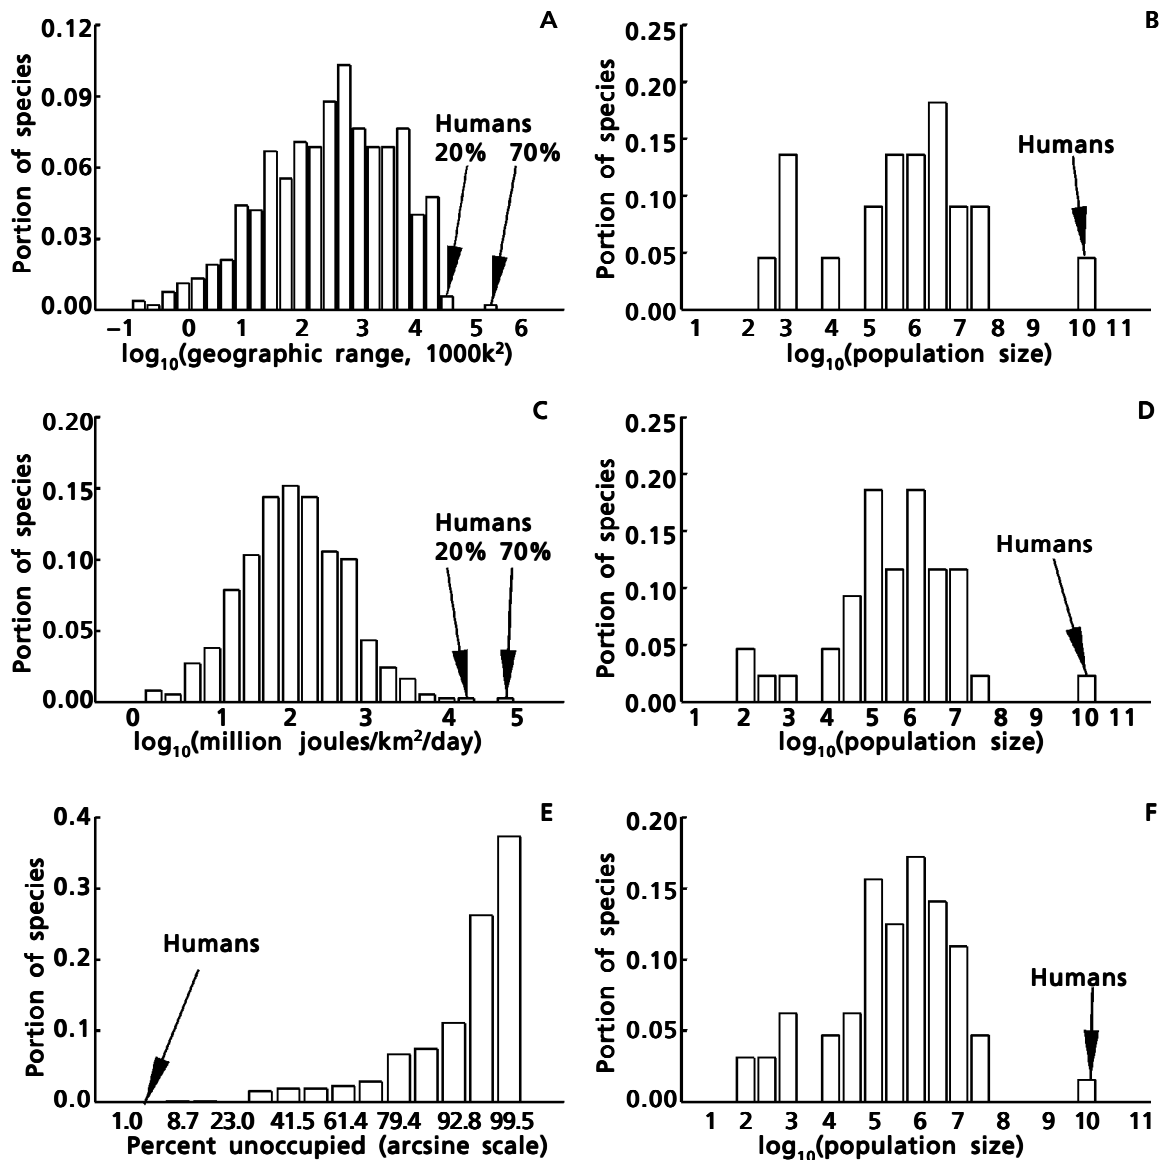 A
0.12
0.09
0.06
0.03
0.00
Portion of species
Humans
20% 70%
−1 0 1 2 3 4 5 6
log10(geographic range, 1000k2)
B
0.25
0.20
0.15
0.10
0.05
0.00
Portion of species
Humans
1 2 3 4 5 6 7 8 9 10 11
log10(population size)
C
0.20
0.15
0.10
0.05
0.00
Portion of species
Humans
20% 70%
0 1 2 3 4 5
log10(million joules/km2/day)
D
0.25
0.20
0.15
0.10
0.05
0.00
Portion of species
Humans
1 2 3 4 5 6 7 8 9 10 11
log10(population size)
E
0.4
0.3
0.2
0.1
0.0
Portion of species
Humans
1.0 8.7 23.0 41.5 61.4 79.4 92.8 99.5
Percent unoccupied (arcsine scale)
F
0.20
0.15
0.10
0.05
0.00
Portion of species
Humans
1 2 3 4 5 6 7 8 9 10 11
log10(population size)